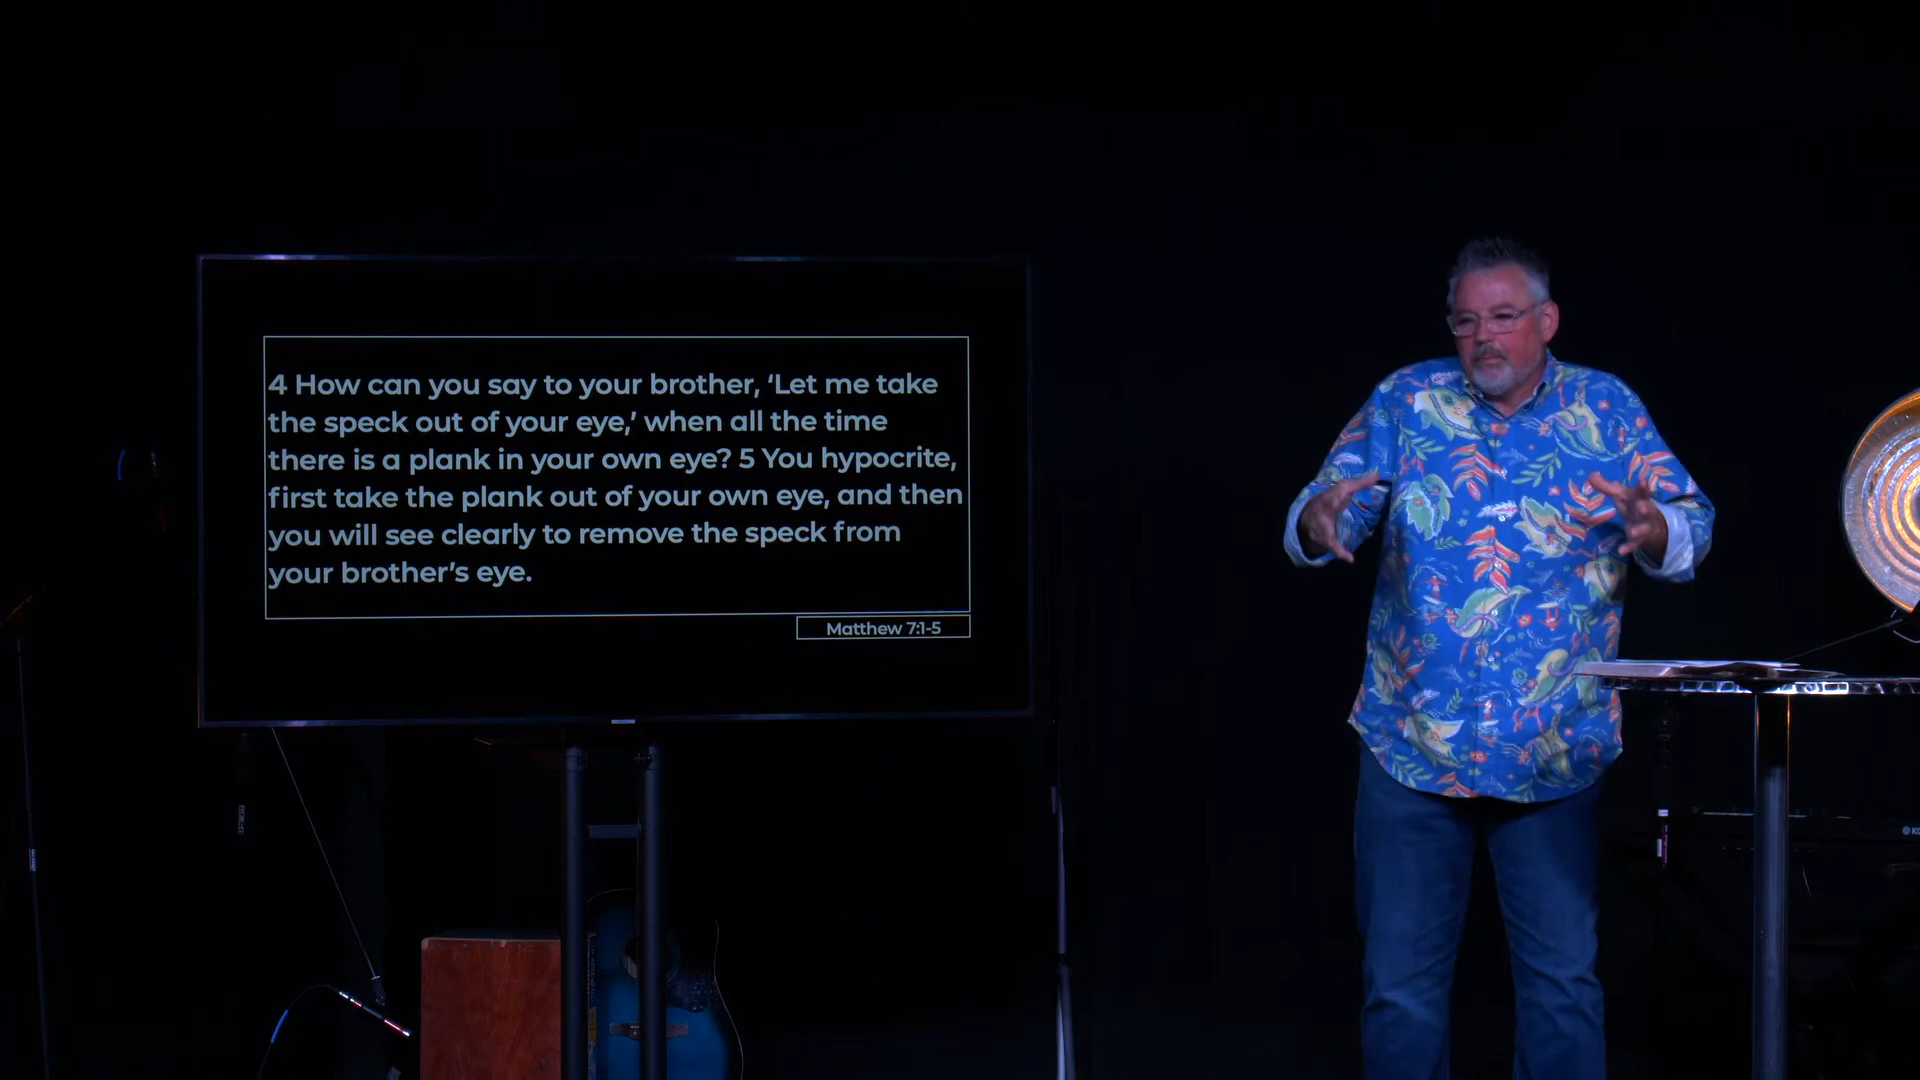 4 How can you say to your brother, ‘Let me take
the speck out of your eye,’ when all the time
there is a plank in your own eye? 5 You hypocrite,
first take the plank out of your own eye, and then
you will see clearly to remove the speck from
your brother’s eye.
Matthew 7:1-5